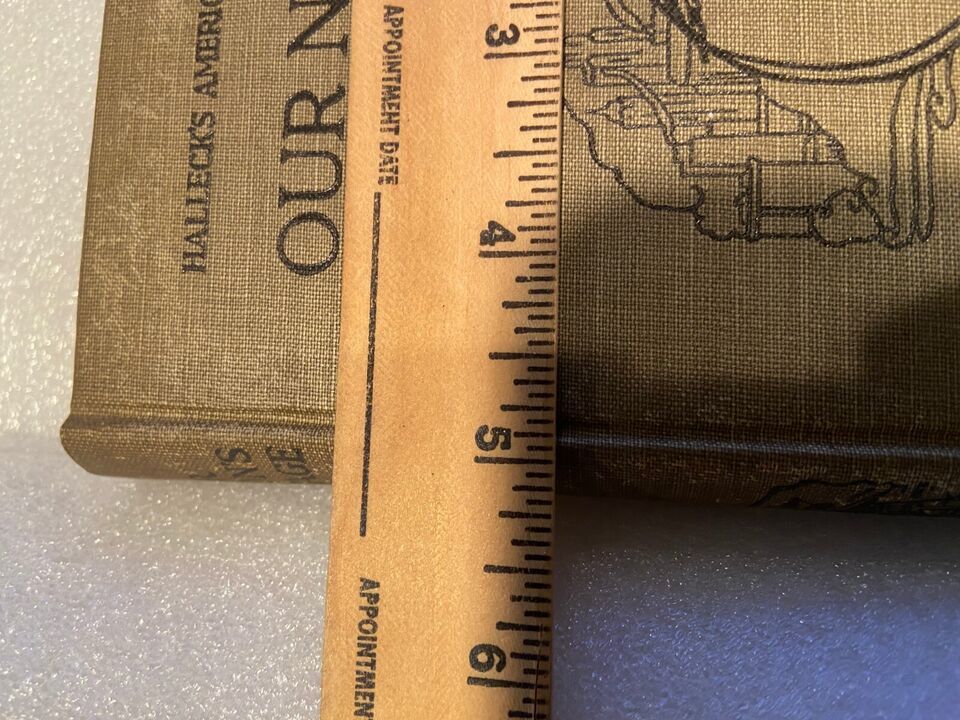 HALLECK'S AMERIC
OUR N
APPOINTMENT DATE
APPOINTMEN
3
4
5
6